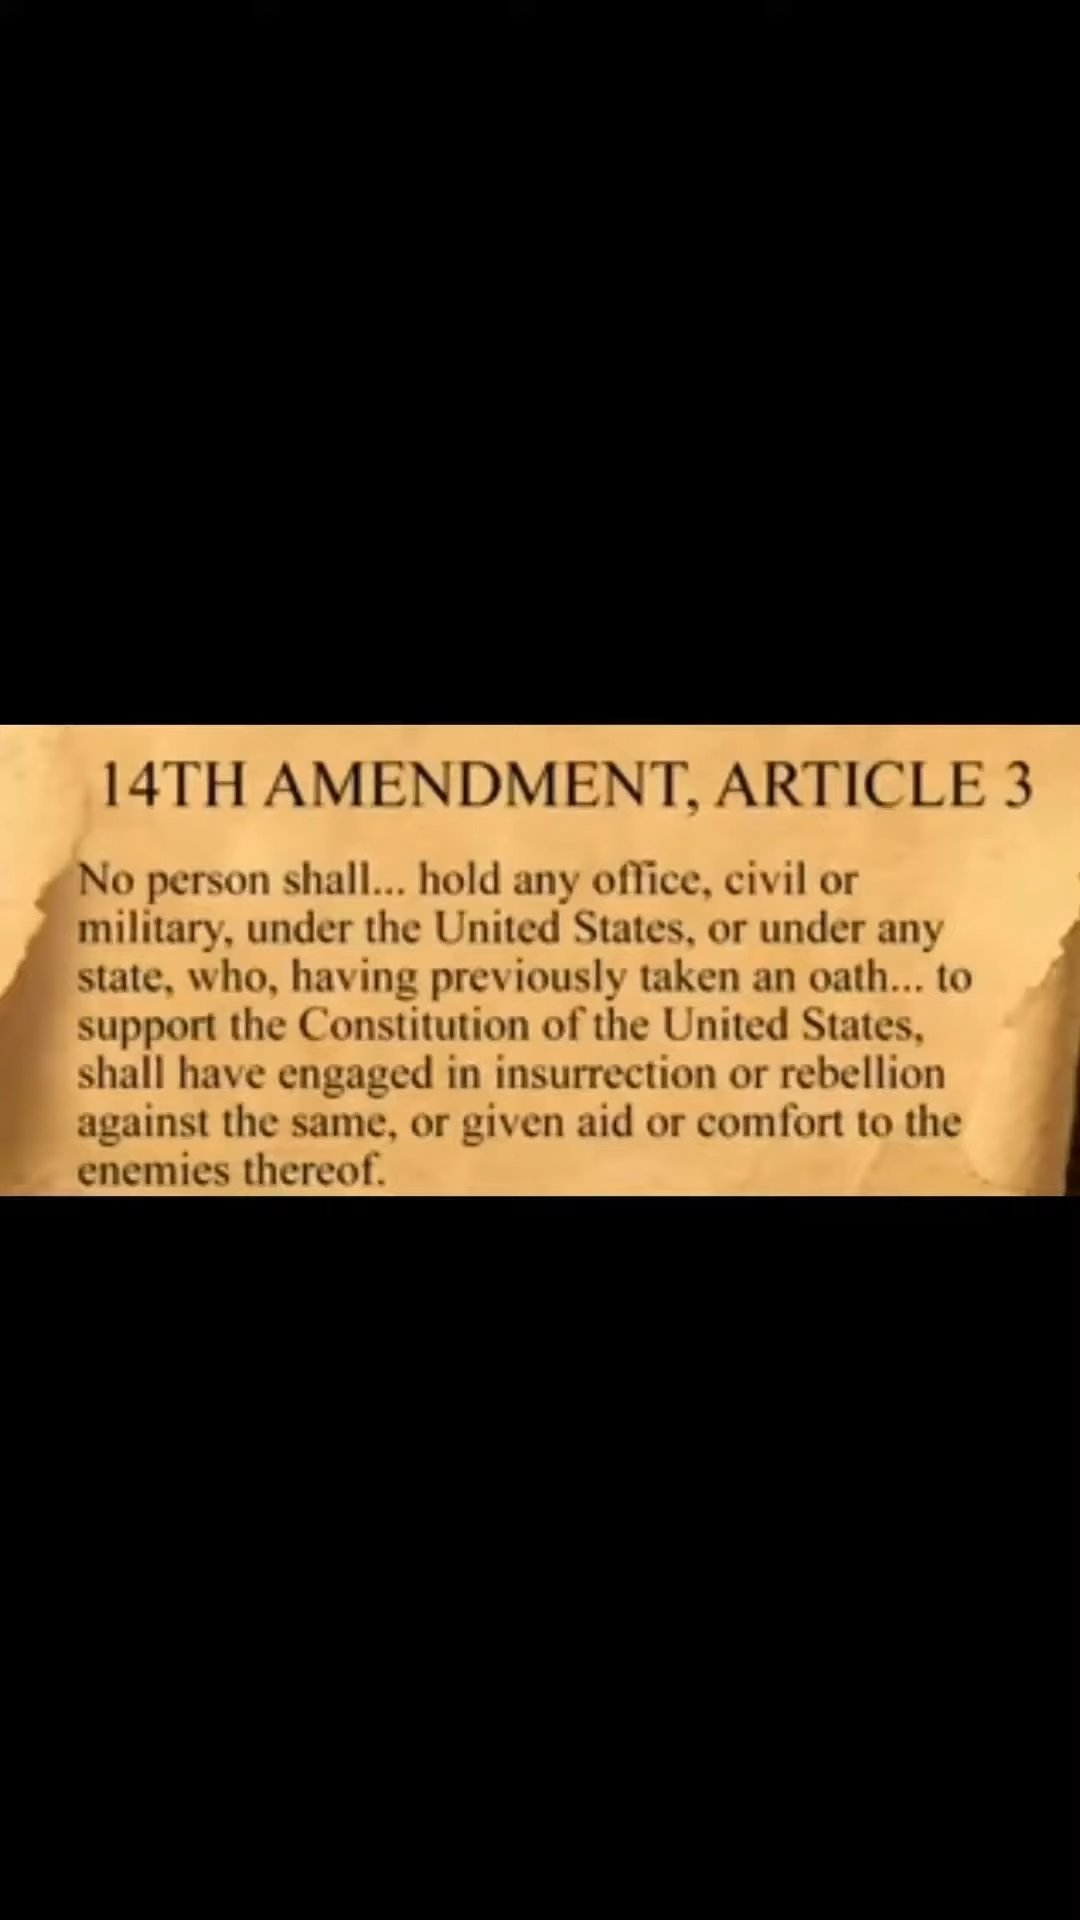 14TH AMENDMENT, ARTICLE 3
No person shall... hold any office, civil or
military, under the United States, or under any
state, who, having previously taken an oath... to
support the Constitution of the United States,
shall have engaged in insurrection or rebellion
against the same, or given aid or comfort to the
enemies thereof.